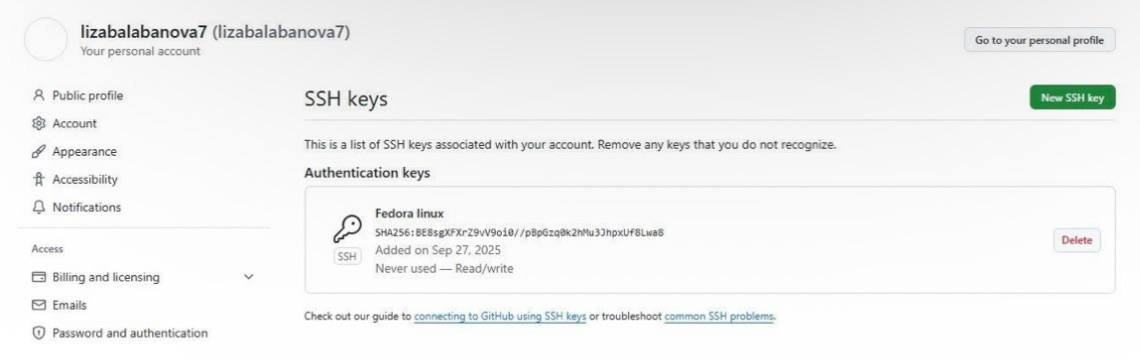 lizabalabanova7 (lizabalabanova7)
Your personal account
Go to your personal profile
Public profile
Account
Appearance
Accessibility
Notifications
Access
Billing and licensing
Emails
Password and authentication
SSH keys
New SSH key
This is a list of SSH keys associated with your account. Remove any keys that you do not recognize.
Authentication keys
Fedora linux
SHA256:BE8sgXFXrZ9vV9oi0//pBpGzq0k2hMu3JhpxUf8Lwa8
Added on Sep 27, 2025
Never used — Read/write
SSH
Delete
Check out our guide to connecting to GitHub using SSH keys or troubleshoot common SSH problems.